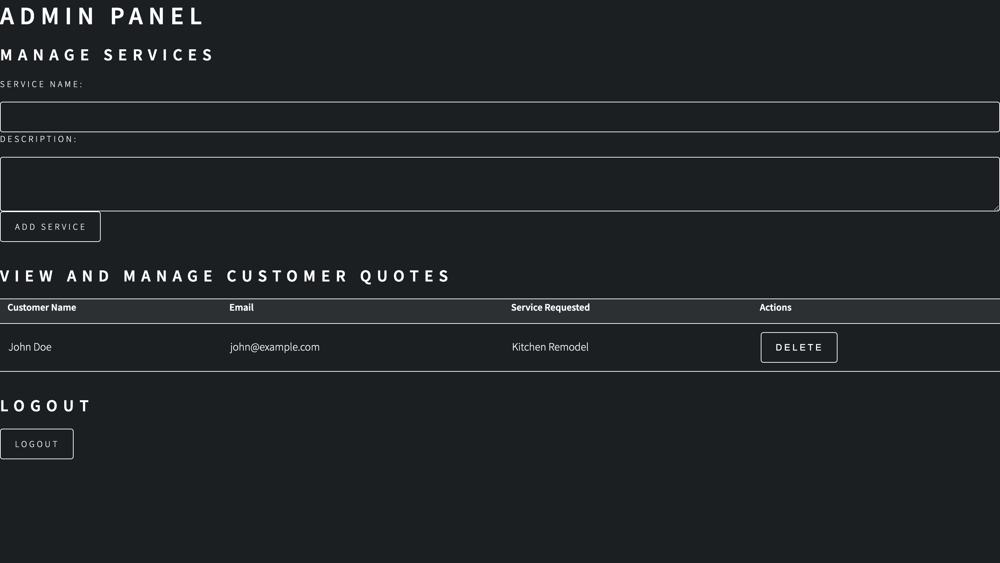 ADMIN PANEL
MANAGE SERVICES
SERVICE NAME:
DESCRIPTION:
ADD SERVICE
VIEW AND MANAGE CUSTOMER QUOTES
Customer Name Email Service Requested Actions
John Doe john@example.com Kitchen Remodel DELETE
LOGOUT
LOGOUT